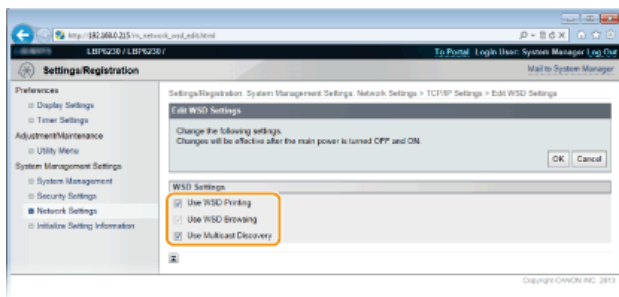 LBP6230 / LBP6230 /
To Portal Login User: System Manager Log Out
Settings/Registration
Mail to System Manager
Preferences
Display Settings
Timer Settings
Adjustment/Maintenance
Utility Menu
System Management Settings
System Management
Security Settings
Network Settings
Initialize Setting Information
Settings/Registration: System Management Settings: Network Settings > TCP/IP Settings > Edit WSD Settings
Edit WSD Settings
Change the following settings.
Changes will be effective after the main power is turned OFF and ON.
OK Cancel
WSD Settings
Use WSD Printing
Use WSD Browsing
Use Multicast Discovery
Copyright CANON INC. 2013